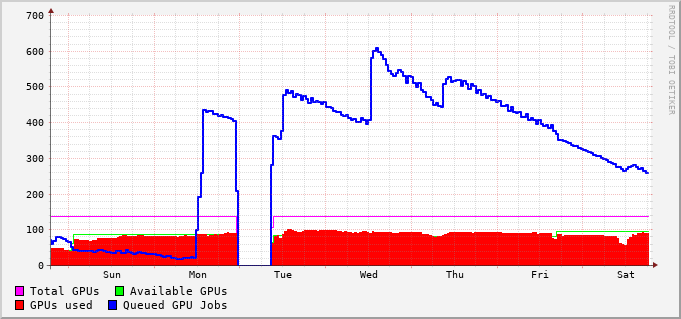 700
600
500
400
300
200
100
0
Sun Mon Tue Wed Thu Fri Sat
Total GPUs Available GPUs
GPUs used Queued GPU Jobs
RRDTOOL / TOBI OETIKER